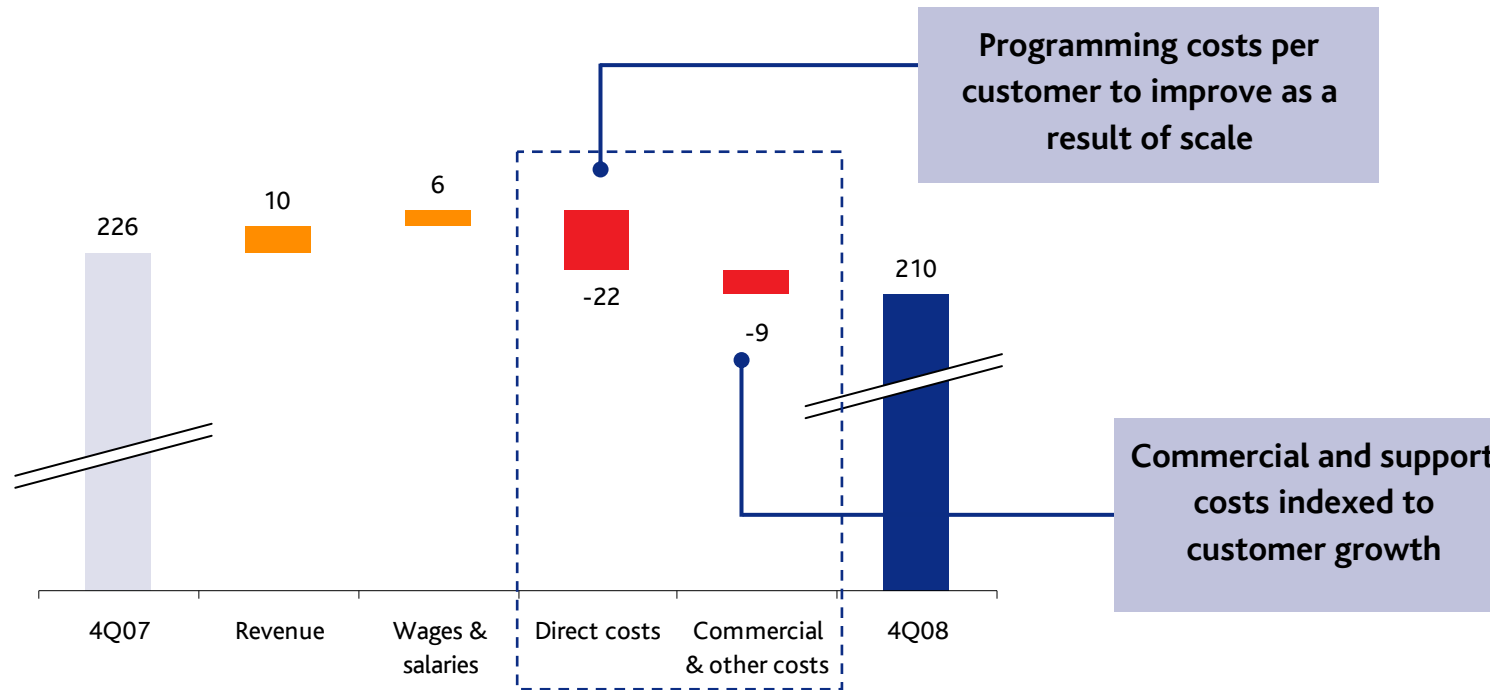 Programming costs per
customer to improve as a
result of scale
226
10
6
-22
-9
210
Commercial and support
costs indexed to
customer growth
4Q07
Revenue
Wages &
salaries
Direct costs
Commercial
& other costs
4Q08